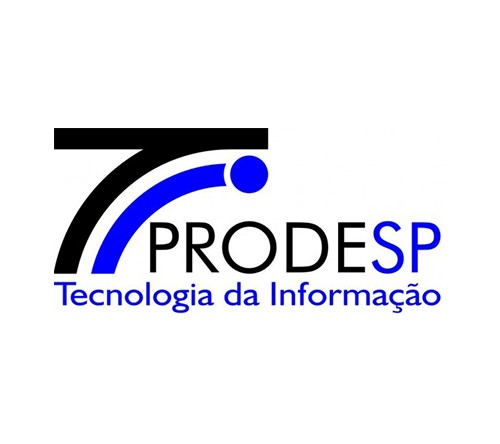 PRODESP
Tecnologia da Informação